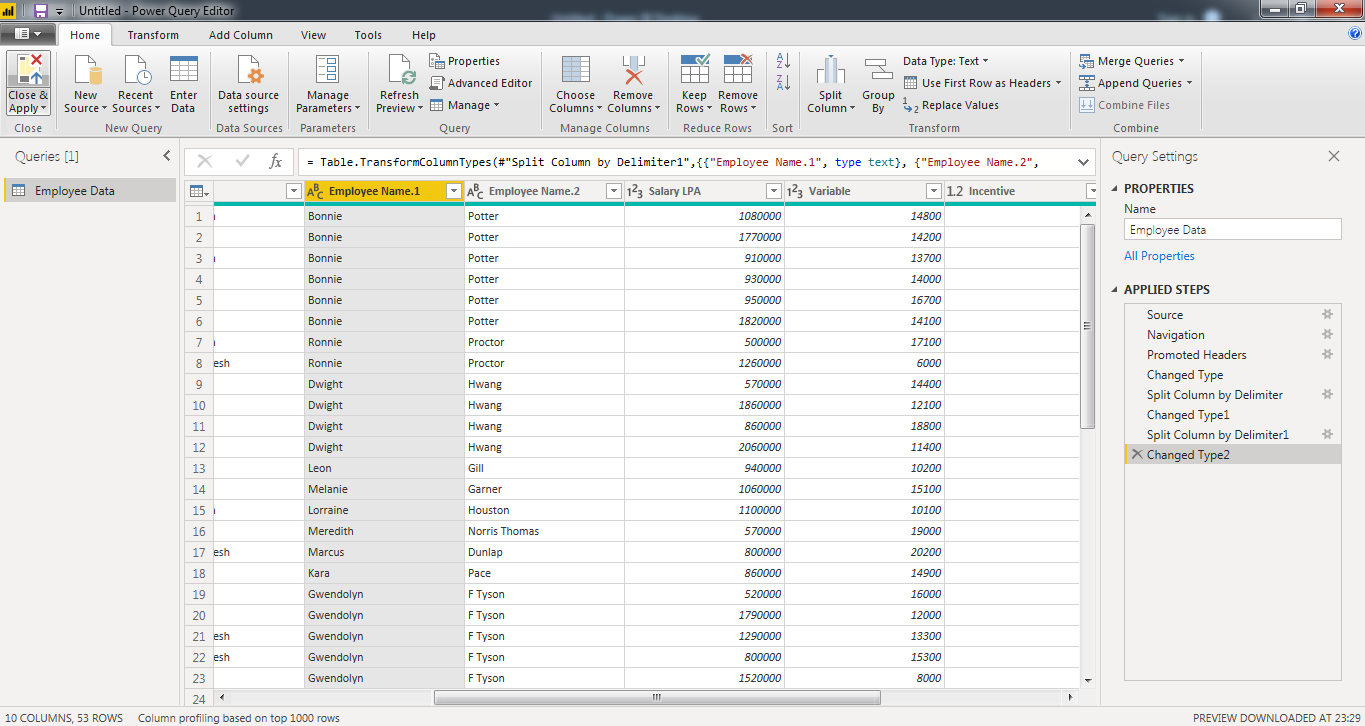 Untitled - Power Query Editor
Home Transform Add Column View Tools Help
Close & Apply
New Source
Recent Sources
Enter Data
Data source settings
Manage Parameters
Refresh Preview
Properties
Advanced Editor
Manage
Choose Columns
Remove Columns
Keep Rows
Remove Rows
Split Column
Group By
Data Type: Text
Use First Row as Headers
Replace Values
Merge Queries
Append Queries
Combine Files
Close New Query Data Sources Parameters Query Manage Columns Reduce Rows Sort Transform Combine
Queries [1]
Employee Data
= Table.TransformColumnTypes(#"Split Column by Delimiter1",{{"Employee Name.1", type text}, {"Employee Name.2",
Employee Name.1 Employee Name.2 Salary LPA Variable Incentive
1 Bonnie Potter 1080000 14800
2 Bonnie Potter 1770000 14200
3 Bonnie Potter 910000 13700
4 Bonnie Potter 930000 14000
5 Bonnie Potter 950000 16700
6 Bonnie Potter 1820000 14100
7 Ronnie Proctor 500000 17100
8 esh Ronnie Proctor 1260000 6000
9 Dwight Hwang 570000 14400
10 Dwight Hwang 1860000 12100
11 Dwight Hwang 860000 18800
12 Dwight Hwang 2060000 11400
13 Leon Gill 940000 10200
14 Melanie Garner 1060000 15100
15 Lorraine Houston 1100000 10100
16 Meredith Norris Thomas 570000 19000
17 esh Marcus Dunlap 800000 20200
18 Kara Pace 860000 14900
19 Gwendolyn F Tyson 520000 16000
20 Gwendolyn F Tyson 1790000 12000
21 esh Gwendolyn F Tyson 1290000 13300
22 esh Gwendolyn F Tyson 800000 15300
23 Gwendolyn F Tyson 1520000 8000
24
Query Settings
PROPERTIES
Name
Employee Data
All Properties
APPLIED STEPS
Source
Navigation
Promoted Headers
Changed Type
Split Column by Delimiter
Changed Type1
Split Column by Delimiter1
Changed Type2
10 COLUMNS, 53 ROWS Column profiling based on top 1000 rows
PREVIEW DOWNLOADED AT 23:29